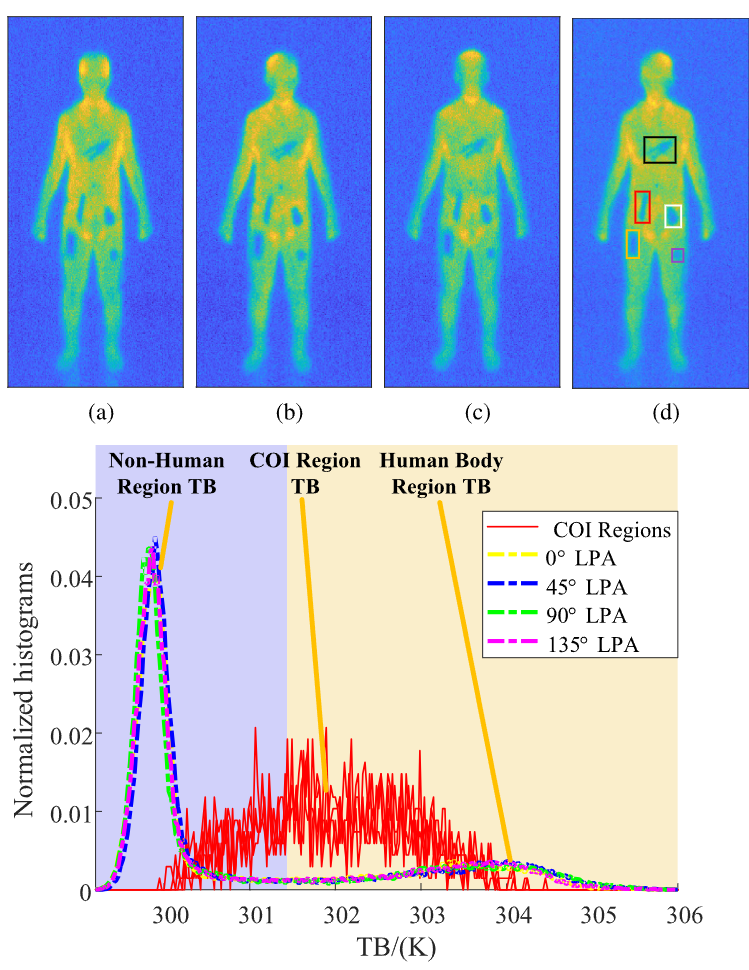 (a)
(b)
(c)
(d)
Non-Human
Region TB
COI Region
TB
Human Body
Region TB
COI Regions
0° LPA
45° LPA
90° LPA
135° LPA
Normalized histograms
0.05
0.04
0.03
0.02
0.01
0
300
301
302
303
304
305
306
TB/(K)